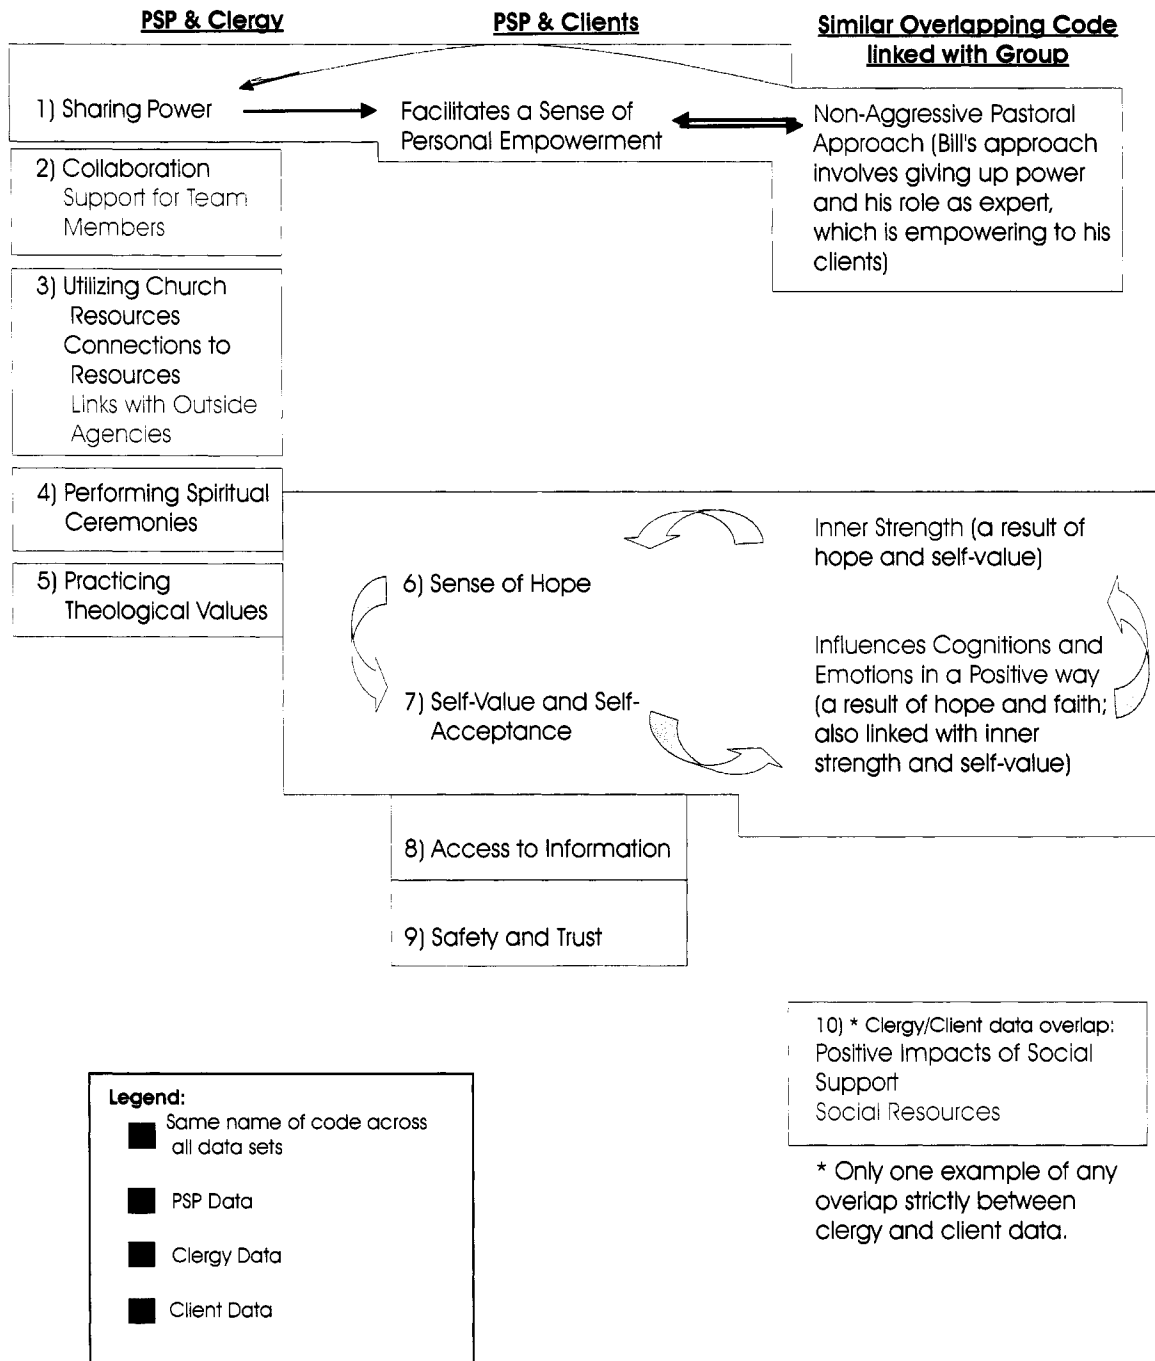 PSP & Clergy
PSP & Clients
Similar Overlapping Code
linked with Group
1) Sharing Power
Facilitates a Sense of
Personal Empowerment
Non-Aggressive Pastoral
Approach (Bill's approach
involves giving up power
and his role as expert,
which is empowering to his
clients)
2) Collaboration
Support for Team
Members
3) Utilizing Church
Resources
Connections to
Resources
Links with Outside
Agencies
4) Performing Spiritual
Ceremonies
5) Practicing
Theological Values
Inner Strength (a result of
hope and self-value)
6) Sense of Hope
Influences Cognitions and
Emotions in a Positive way
(a result of hope and faith;
also linked with inner
strength and self-value)
7) Self-Value and Self-
Acceptance
8) Access to Information
9) Safety and Trust
10) * Clergy/Client data overlap:
Positive Impacts of Social
Support
Social Resources
* Only one example of any
overlap strictly between
clergy and client data.
Legend:
Same name of code across
all data sets
PSP Data
Clergy Data
Client Data